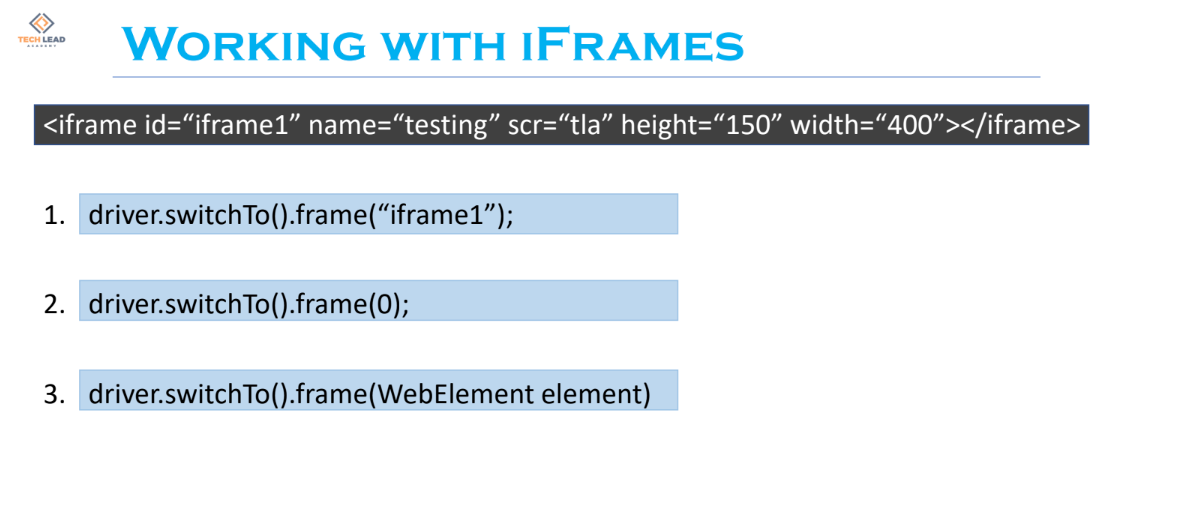 TECH LEAD
ACADEMY
WORKING WITH IFRAMES
<iframe id=“iframe1” name=“testing” scr=“tla” height=“150” width=“400”></iframe>
1. driver.switchTo().frame(“iframe1”);
2. driver.switchTo().frame(0);
3. driver.switchTo().frame(WebElement element)